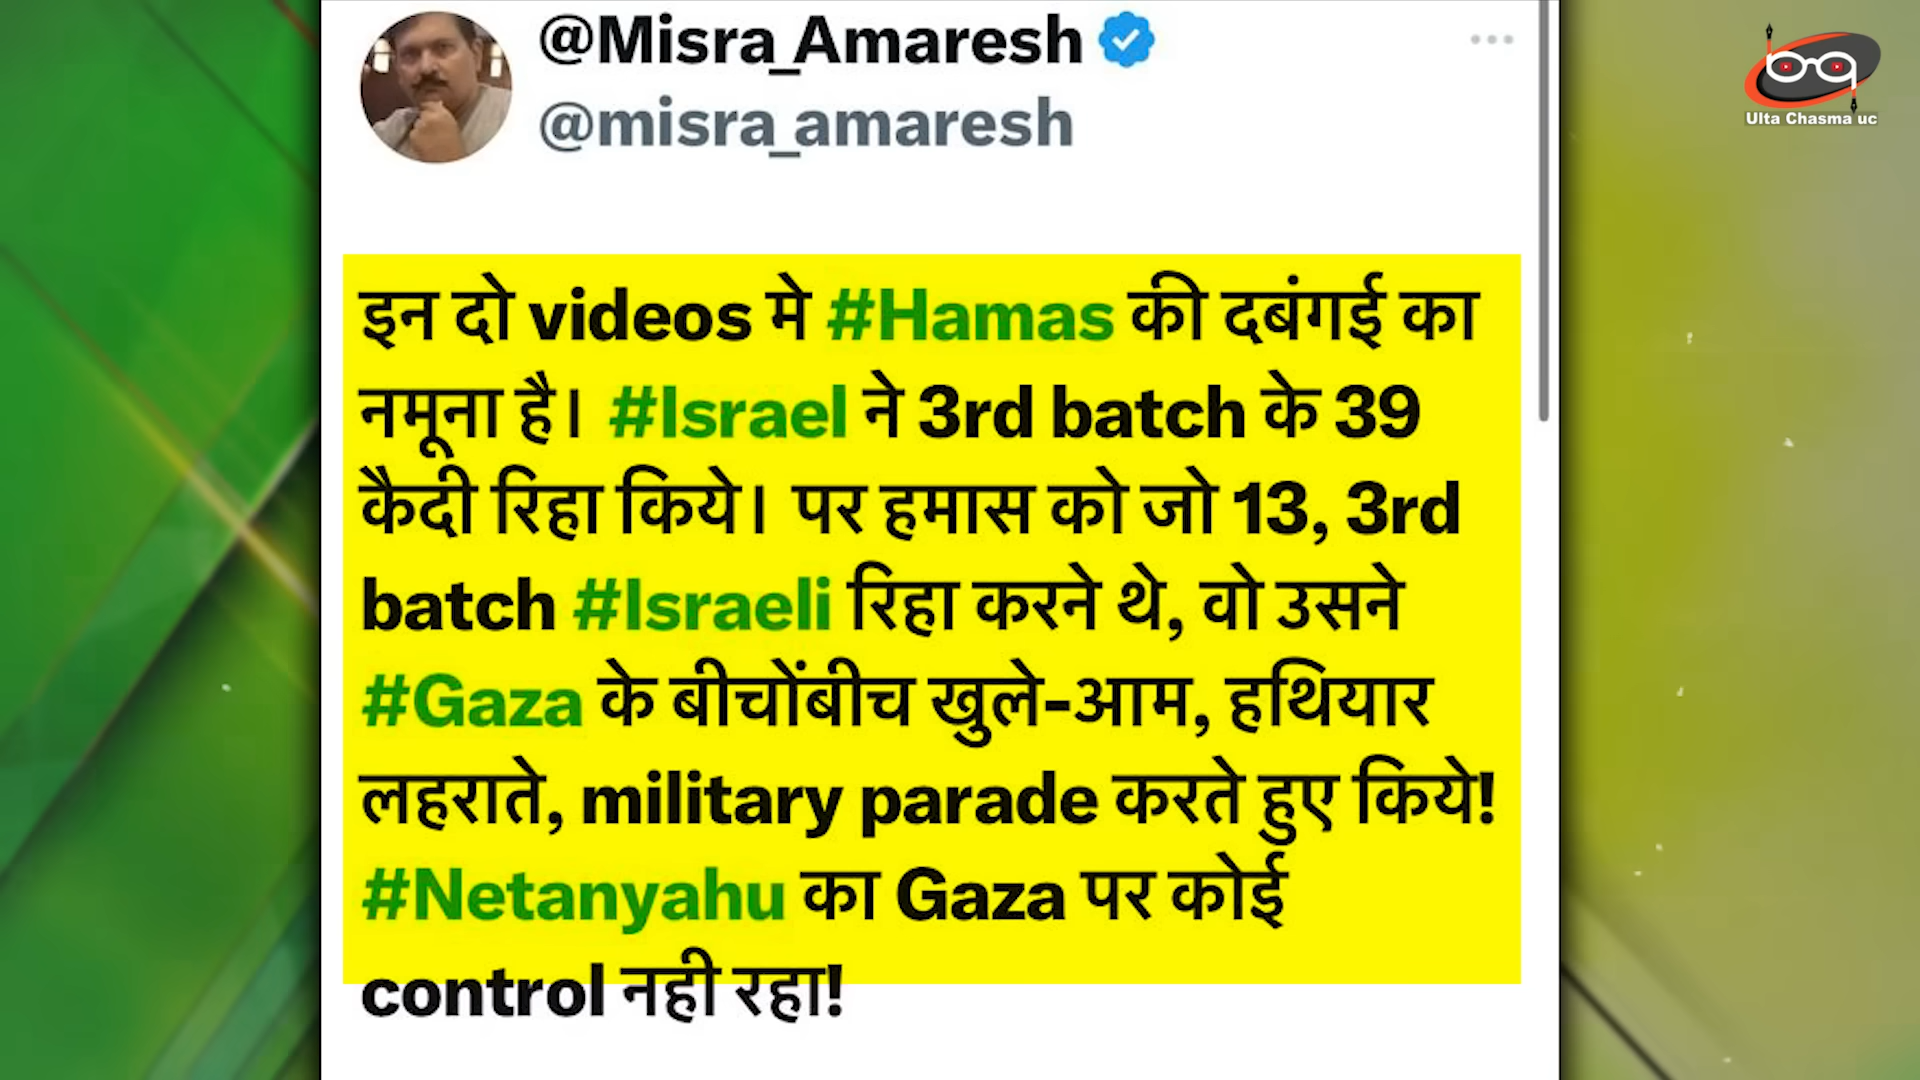 @Misra_Amaresh
@misra_amaresh
Ulta Chasma uc
इन दो videos मे #Hamas की दबंगई का
नमूना है। #Israel ने 3rd batch के 39
कैदी रिहा किये। पर हमास को जो 13, 3rd
batch #Israeli रिहा करने थे, वो उसने
#Gaza के बीचोंबीच खुले-आम, हथियार
लहराते, military parade करते हुए किये!
#Netanyahu का Gaza पर कोई
control नही रहा!